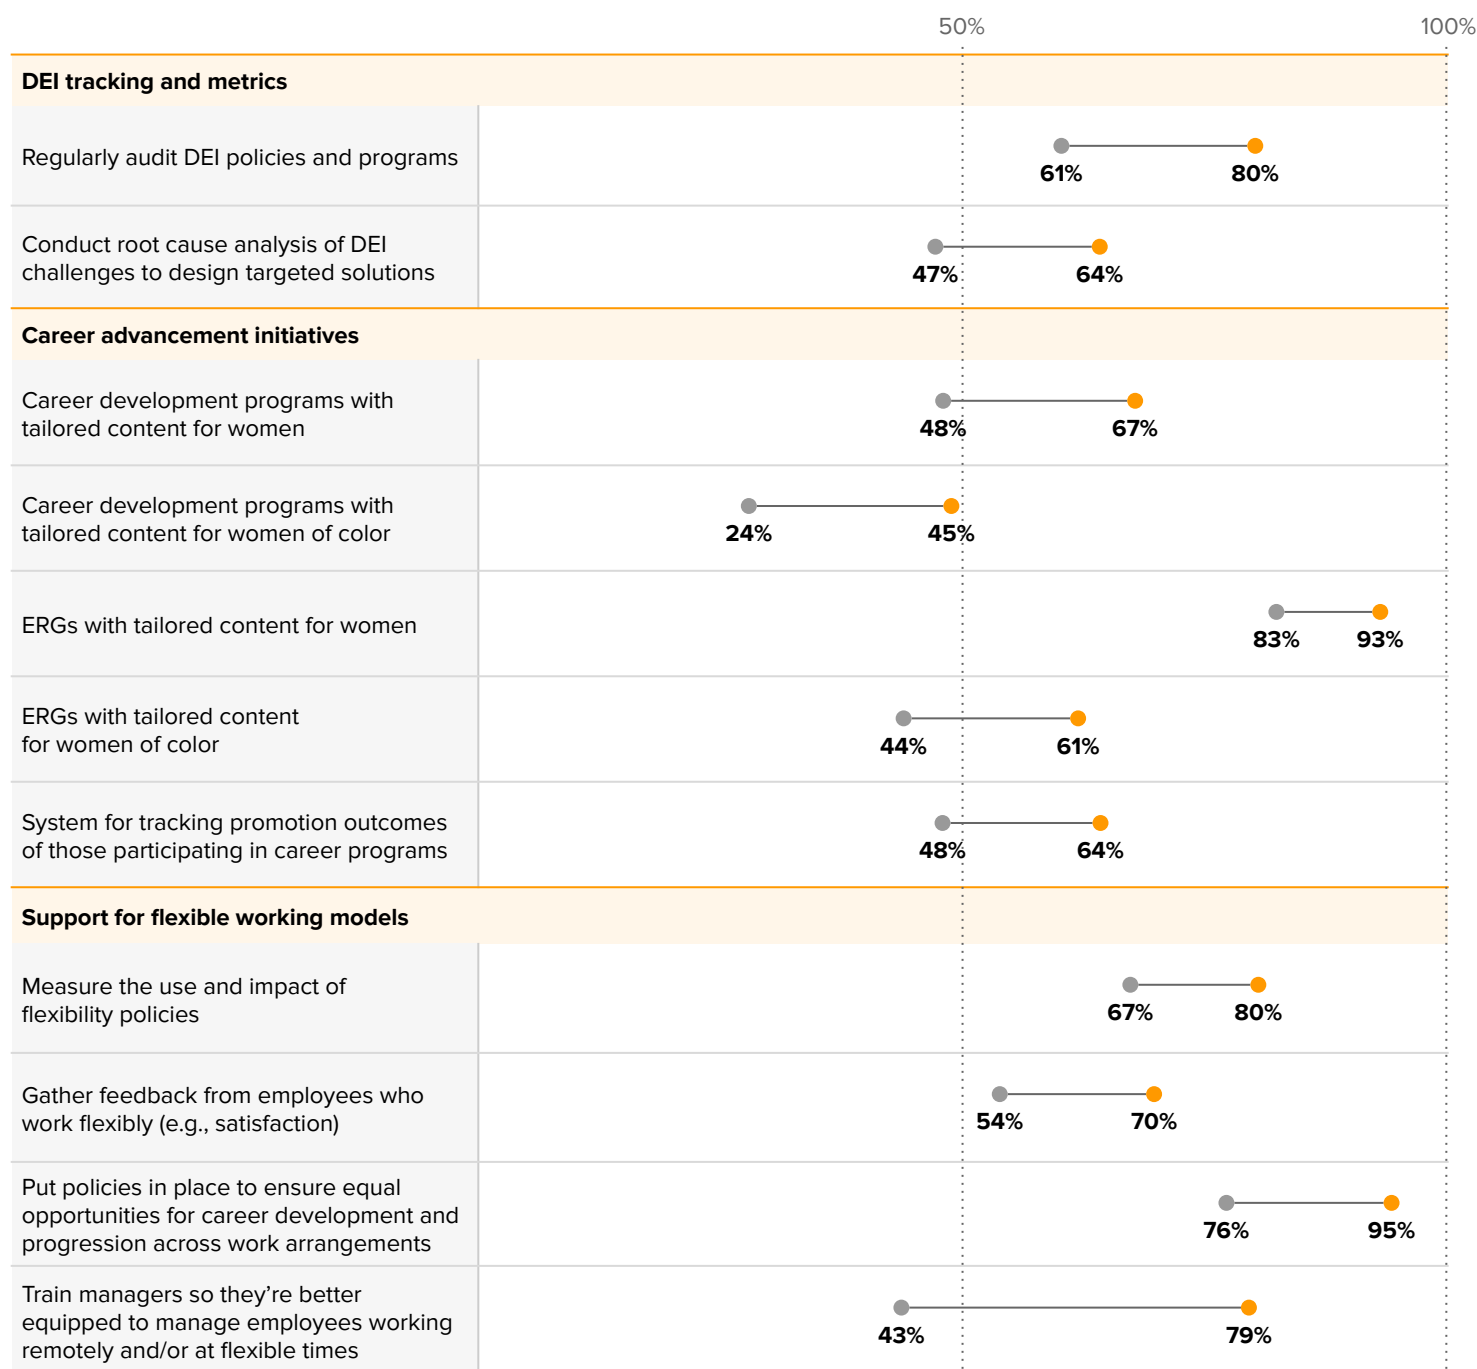 50% 100%
DEI tracking and metrics
Regularly audit DEI policies and programs
61% 80%
Conduct root cause analysis of DEI
challenges to design targeted solutions
47% 64%
Career advancement initiatives
Career development programs with
tailored content for women
48% 67%
Career development programs with
tailored content for women of color
24% 45%
ERGs with tailored content for women
83% 93%
ERGs with tailored content
for women of color
44% 61%
System for tracking promotion outcomes
of those participating in career programs
48% 64%
Support for flexible working models
Measure the use and impact of
flexibility policies
67% 80%
Gather feedback from employees who
work flexibly (e.g., satisfaction)
54% 70%
Put policies in place to ensure equal
opportunities for career development and
progression across work arrangements
76% 95%
Train managers so they’re better
equipped to manage employees working
remotely and/or at flexible times
43% 79%